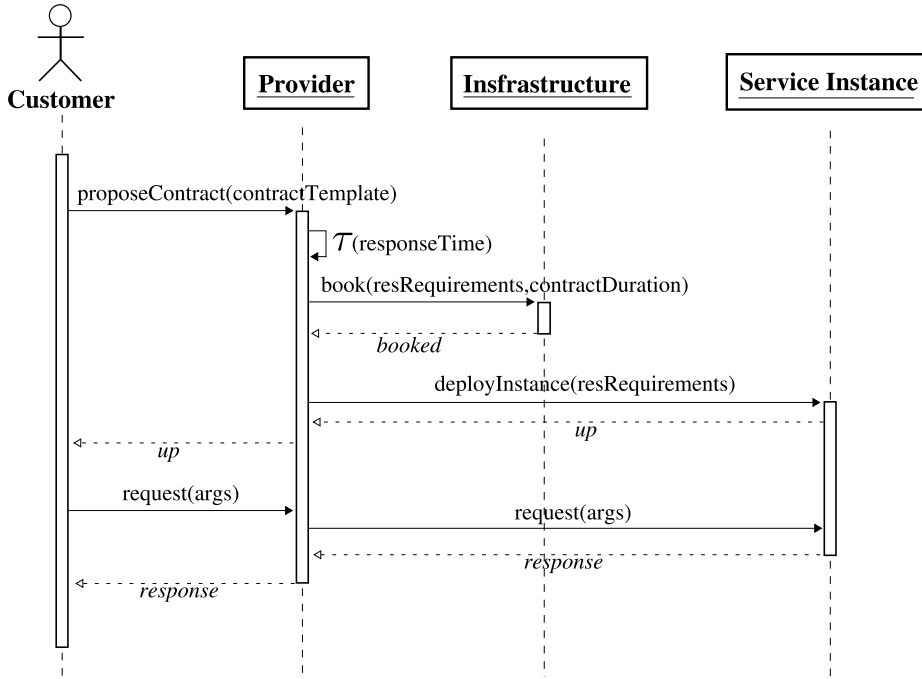 Customer
Provider
Insfrastructure
Service Instance
proposeContract(contractTemplate)
τ(responseTime)
book(resRequirements,contractDuration)
booked
deployInstance(resRequirements)
up
up
request(args)
request(args)
response
response